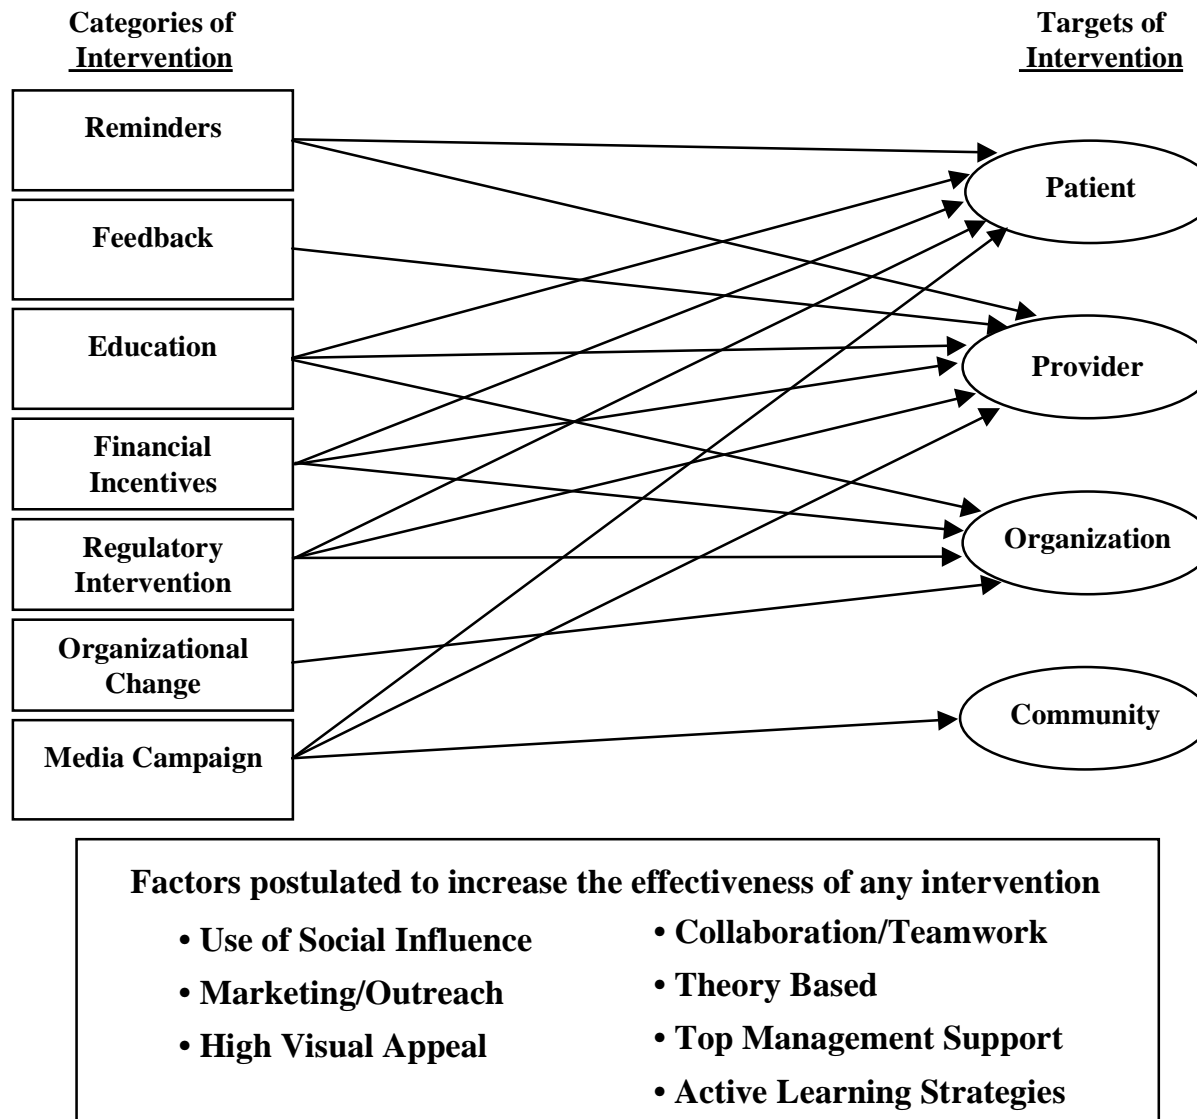 Categories of
Intervention
Targets of
Intervention
Reminders
Feedback
Education
Financial
Incentives
Regulatory
Intervention
Organizational
Change
Media Campaign
Patient
Provider
Organization
Community
Factors postulated to increase the effectiveness of any intervention
• Use of Social Influence
• Marketing/Outreach
• High Visual Appeal
• Collaboration/Teamwork
• Theory Based
• Top Management Support
• Active Learning Strategies